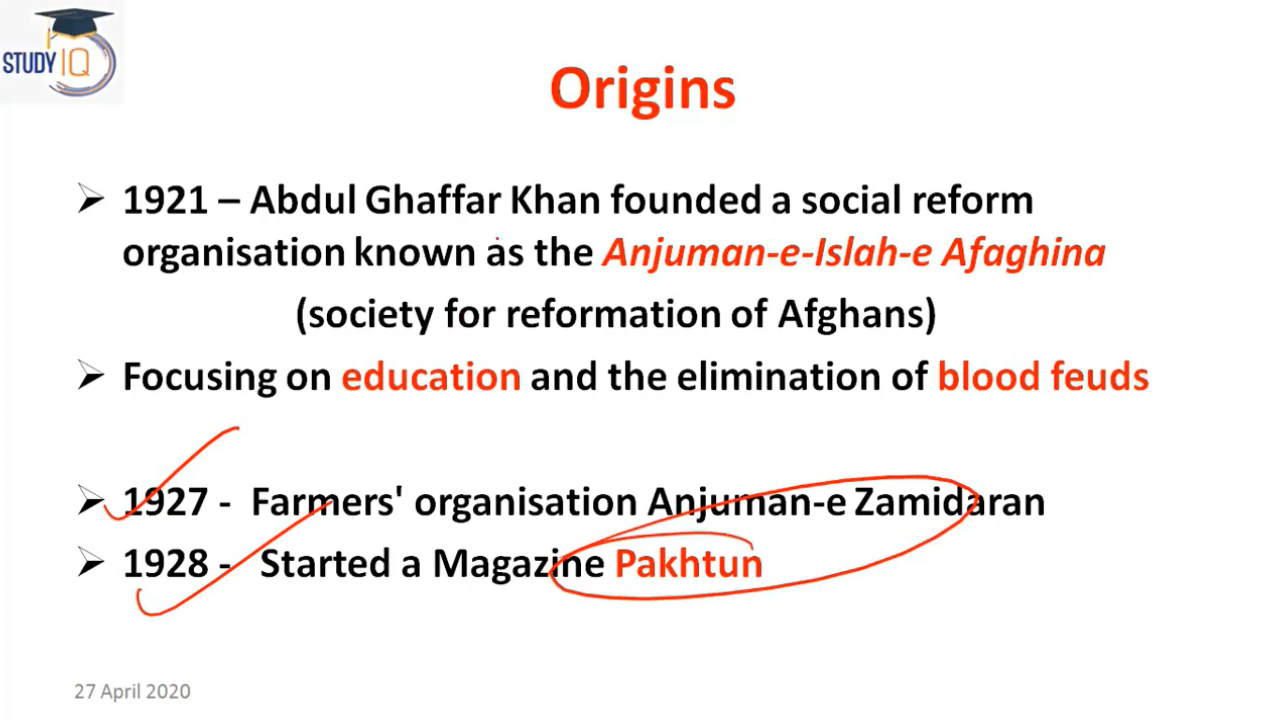 STUDY IQ
Origins
➢ 1921 – Abdul Ghaffar Khan founded a social reform
organisation known as the Anjuman-e-Islah-e Afaghina
(society for reformation of Afghans)
➢ Focusing on education and the elimination of blood feuds
➢ 1927 - Farmers' organisation Anjuman-e Zamidaran
➢ 1928 - Started a Magazine Pakhtun
27 April 2020